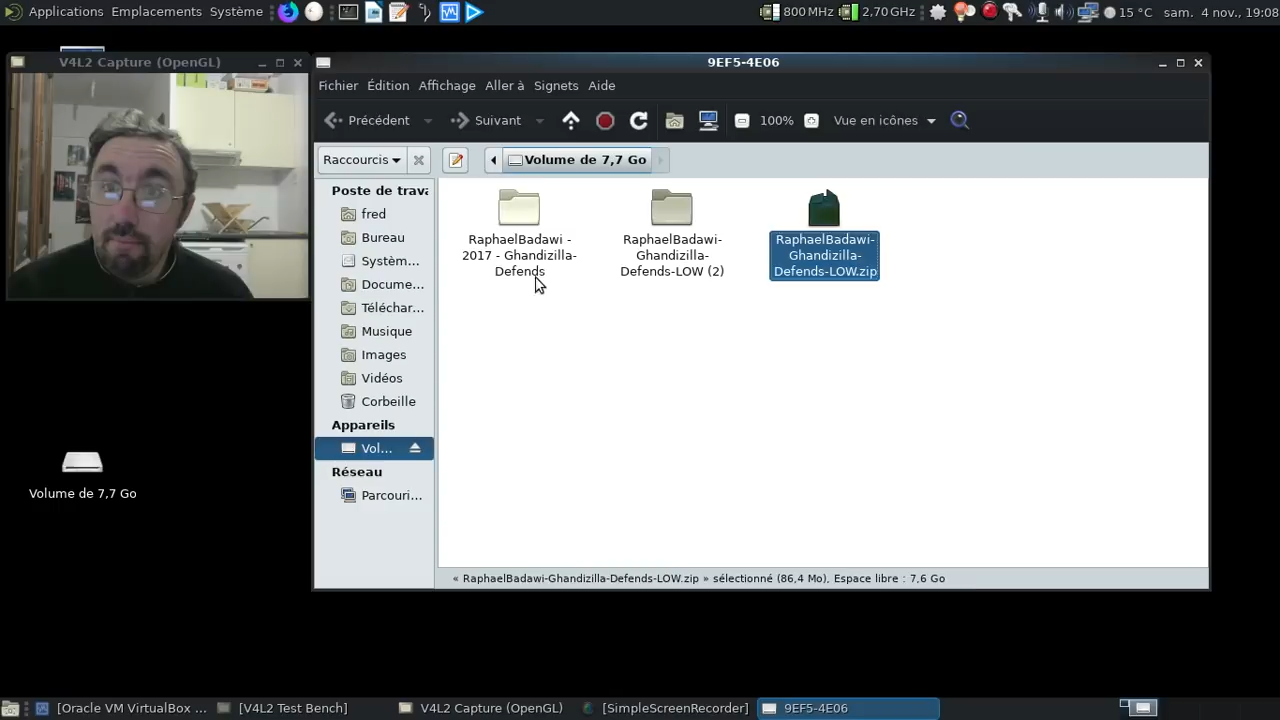 Applications Emplacements Système
800 MHz 2,70 GHz 15 °C sam. 4 nov., 19:08
V4L2 Capture (OpenGL)
9EF5-4E06
Fichier Édition Affichage Aller à Signets Aide
Précédent Suivant 100% Vue en icônes
Raccourcis Volume de 7,7 Go
Poste de trava
fred
Bureau
Systèm...
Docume...
Téléchar...
Musique
Images
Vidéos
Corbeille
Appareils
Vol...
Réseau
Parcouri...
RaphaelBadawi -
2017 - Ghandizilla-
Defends
RaphaelBadawi-
Ghandizilla-
Defends-LOW (2)
RaphaelBadawi-
Ghandizilla-
Defends-LOW.zip
Volume de 7,7 Go
« RaphaelBadawi-Ghandizilla-Defends-LOW.zip » sélectionné (86,4 Mo), Espace libre : 7,6 Go
[Oracle VM VirtualBox ... [V4L2 Test Bench] V4L2 Capture (OpenGL) [SimpleScreenRecorder] 9EF5-4E06